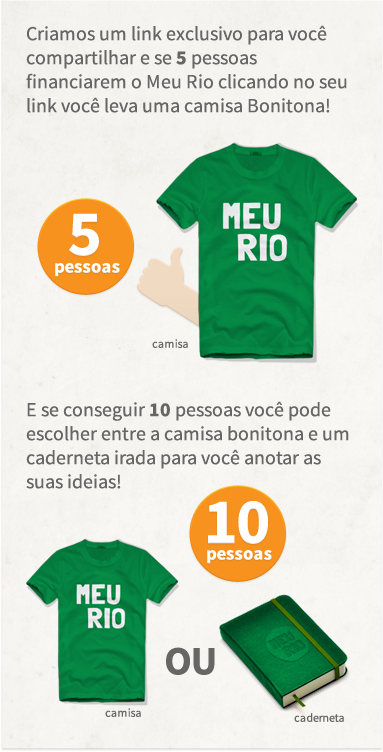 Criamos um link exclusivo para você
compartilhar e se 5 pessoas
financiarem o Meu Rio clicando no seu
link você leva uma camisa Bonitona!
5
pessoas
MEU
RIO
camisa
E se conseguir 10 pessoas você pode
escolher entre a camisa bonitona e um
caderneta irada para você anotar as
suas ideias!
10
pessoas
MEU
RIO
camisa
OU
MEU
RIO
caderneta